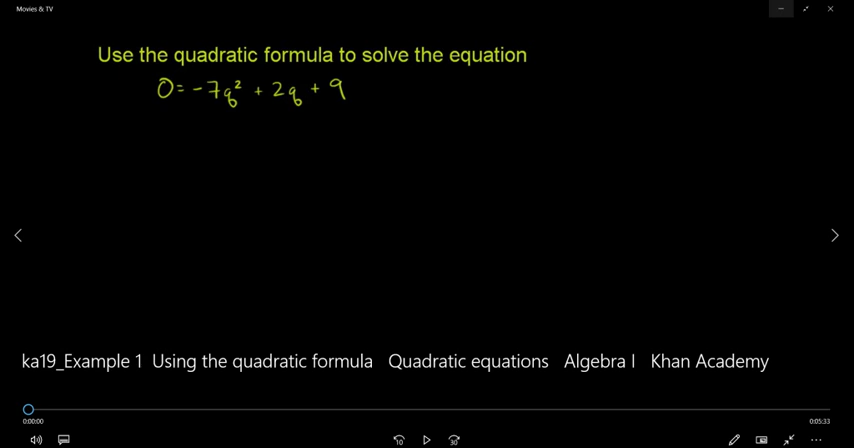 Movies & TV
Use the quadratic formula to solve the equation
0 = -7q² + 2q + 9
ka19_Example 1 Using the quadratic formula Quadratic equations Algebra I Khan Academy
0:00:00 0:05:33
10 30